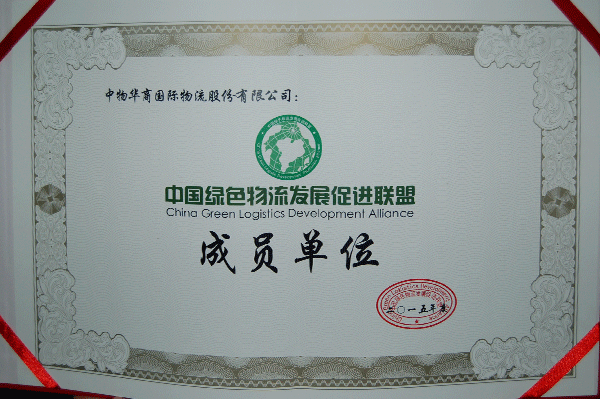 中物华商国际物流股份有限公司：
中国绿色物流发展促进联盟
China Green Logistics Development Alliance
成员单位
二〇一五年度